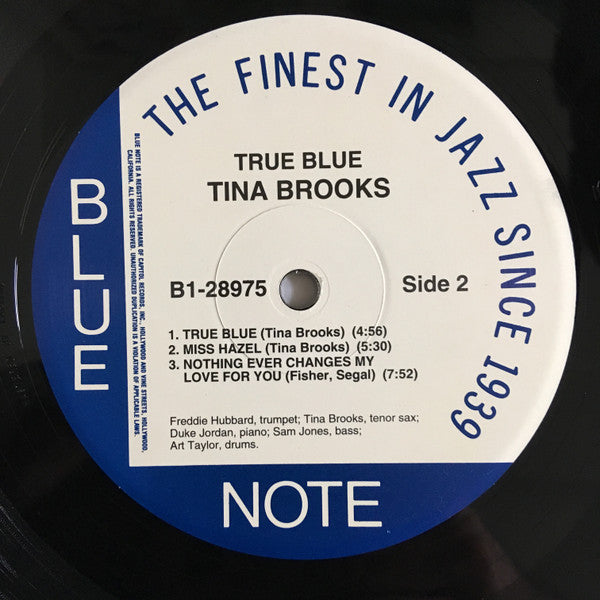 THE FINEST IN JAZZ SINCE 1939
TRUE BLUE
TINA BROOKS
B1-28975
Side 2
1. TRUE BLUE (Tina Brooks) (4:56)
2. MISS HAZEL (Tina Brooks) (5:30)
3. NOTHING EVER CHANGES MY
LOVE FOR YOU (Fisher, Segal) (7:52)
Freddie Hubbard, trumpet; Tina Brooks, tenor sax;
Duke Jordan, piano; Sam Jones, bass;
Art Taylor, drums.
BLUE
NOTE
BLUE NOTE IS A REGISTERED TRADEMARK OF CAPITOL RECORDS, INC., HOLLYWOOD AND VINE STREETS, HOLLYWOOD,
CALIFORNIA. ALL RIGHTS RESERVED. UNAUTHORIZED DUPLICATION IS A VIOLATION OF APPLICABLE LAWS.